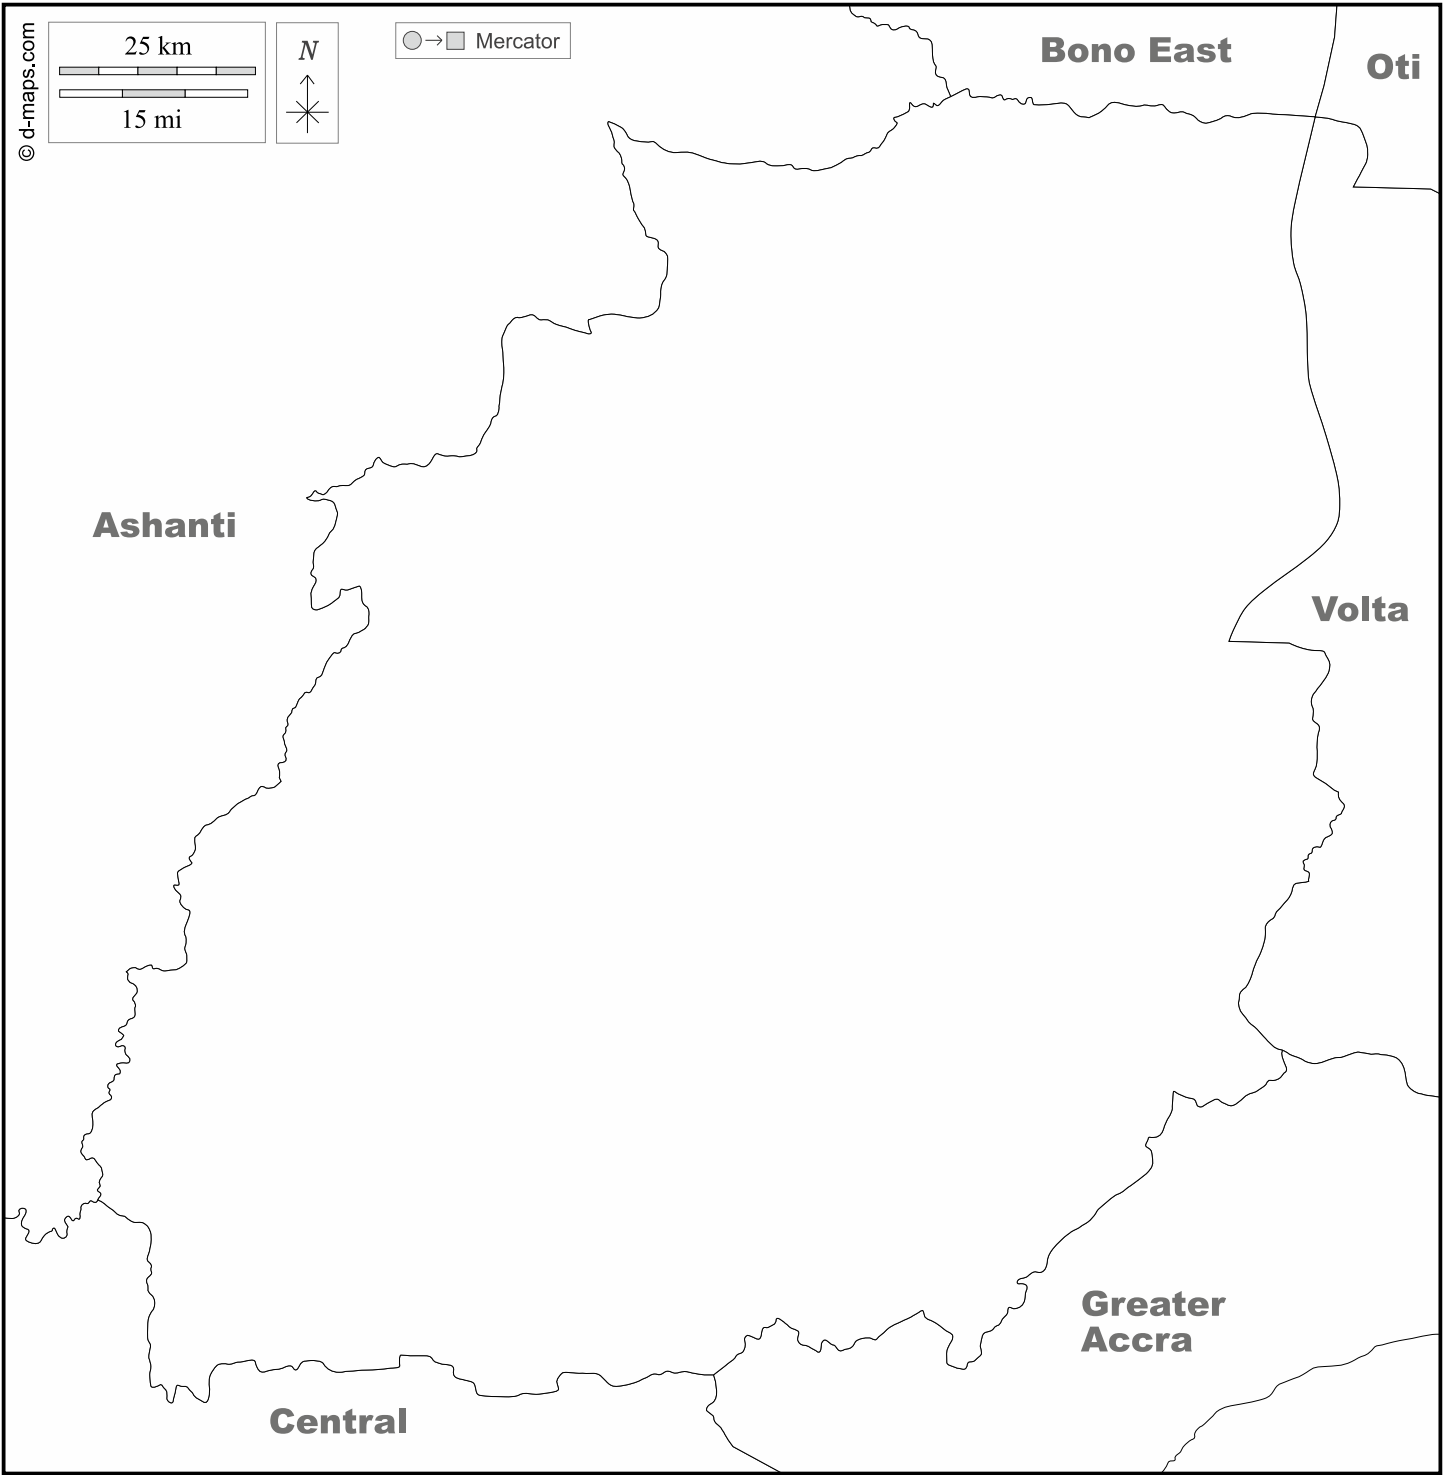 © d-maps.com
25 km
15 mi
N
Mercator
Bono East
Oti
Ashanti
Volta
Greater
Accra
Central